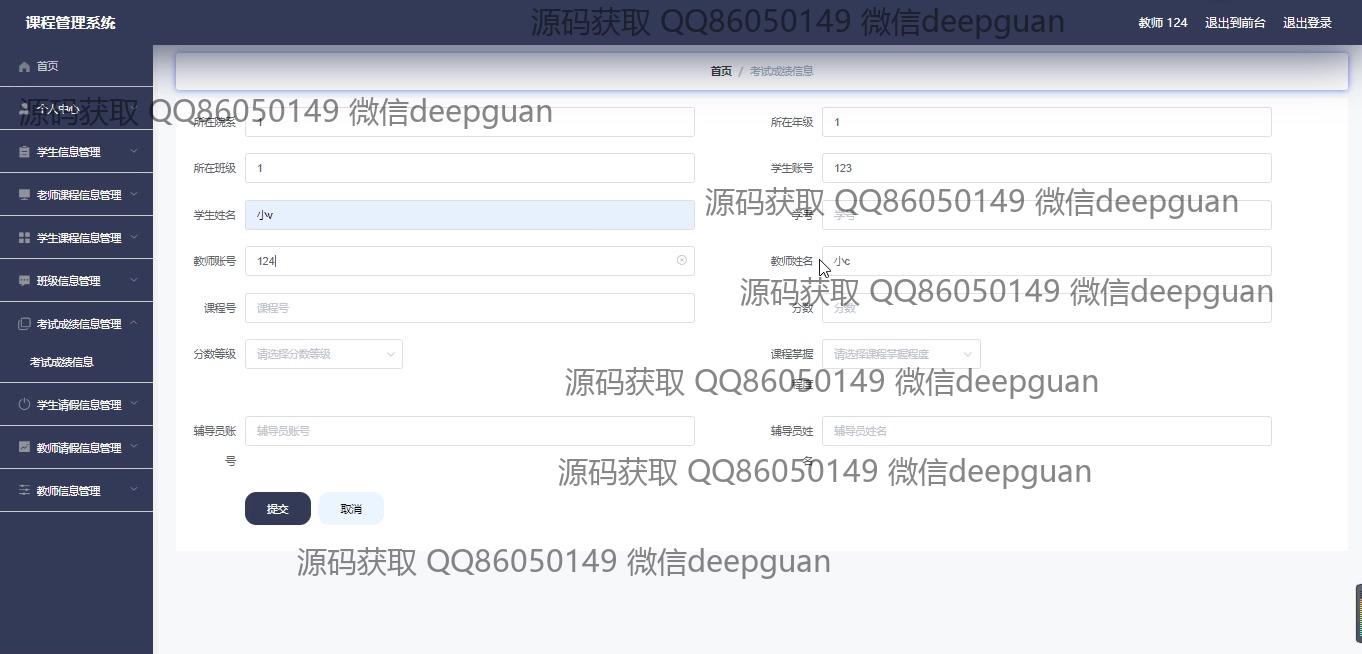 课程管理系统
源码获取 QQ86050149 微信deepguan
教师 124 退出到前台 退出登录
首页
首页 / 考试成绩信息
个人中心
源码获取 QQ86050149 微信deepguan
所在院系 1
所在年级 1
学生信息管理
所在班级 1
学生账号 123
老师课程信息管理
学生姓名 小v
学号 学号
源码获取 QQ86050149 微信deepguan
学生课程信息管理
教师账号 124
教师姓名 小c
班级信息管理
源码获取 QQ86050149 微信deepguan
课程号 课程号
分数 分数
考试成绩信息管理
分数等级 请选择分数等级
课程掌握程度 请选择课程掌握程度
考试成绩信息
源码获取 QQ86050149 微信deepguan
学生请假信息管理
辅导员账号 辅导员账号
辅导员姓名 辅导员姓名
教师请假信息管理
源码获取 QQ86050149 微信deepguan
教师信息管理
提交 取消
源码获取 QQ86050149 微信deepguan